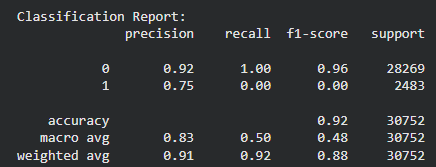 Classification Report:
precision recall f1-score support
0 0.92 1.00 0.96 28269
1 0.75 0.00 0.00 2483
accuracy 0.92 30752
macro avg 0.83 0.50 0.48 30752
weighted avg 0.91 0.92 0.88 30752